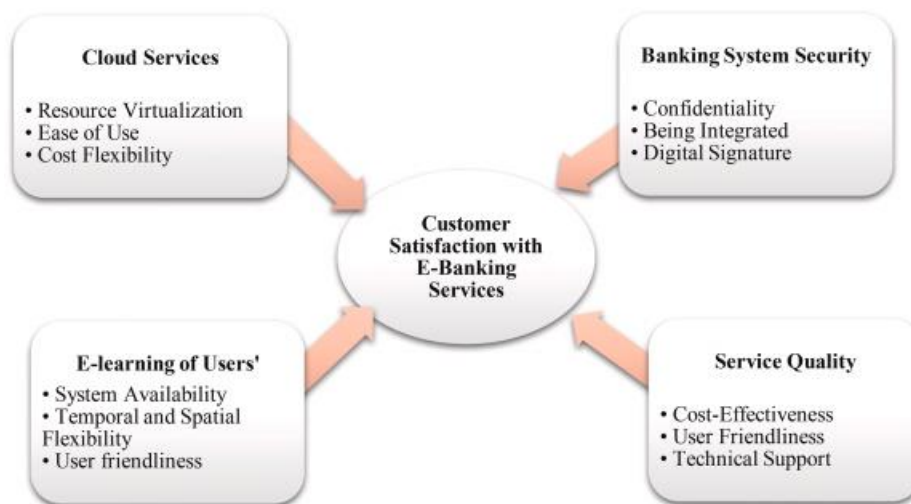 Cloud Services
• Resource Virtualization
• Ease of Use
• Cost Flexibility
Banking System Security
• Confidentiality
• Being Integrated
• Digital Signature
Customer
Satisfaction with
E-Banking
Services
E-learning of Users'
• System Availability
• Temporal and Spatial
Flexibility
• User friendliness
Service Quality
• Cost-Effectiveness
• User Friendliness
• Technical Support